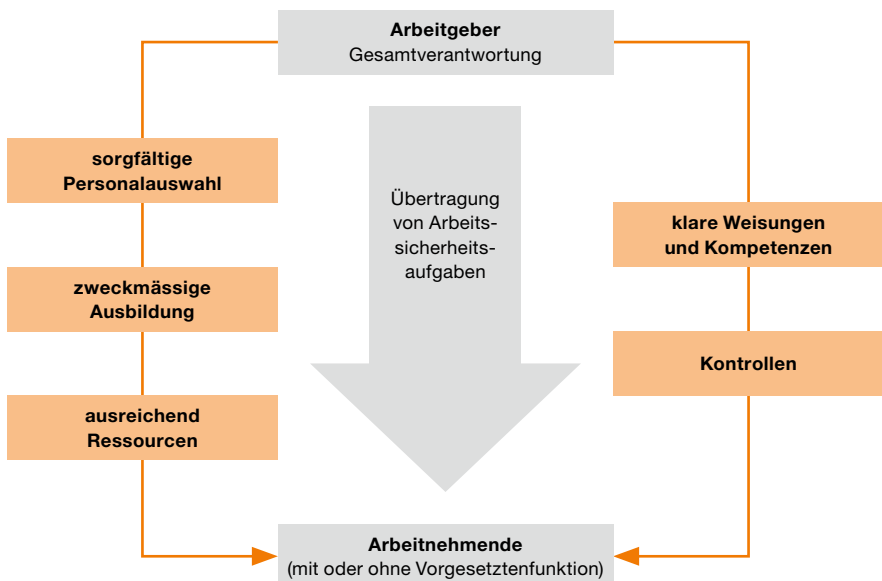 Arbeitgeber
Gesamtverantwortung
sorgfältige
Personalauswahl
zweckmässige
Ausbildung
ausreichend
Ressourcen
Übertragung
von Arbeits-
sicherheits-
aufgaben
klare Weisungen
und Kompetenzen
Kontrollen
Arbeitnehmende
(mit oder ohne Vorgesetztenfunktion)